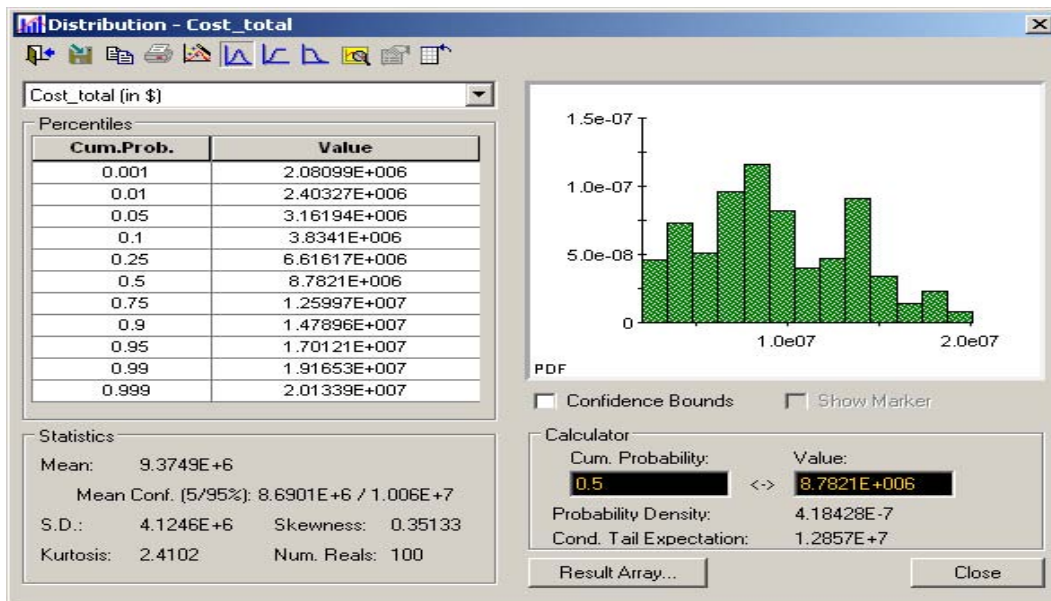 Distribution - Cost_total
Cost_total (in $)
Percentiles
Cum.Prob. Value
0.001 2.08099E+006
0.01 2.40327E+006
0.05 3.16194E+006
0.1 3.8341E+006
0.25 6.61617E+006
0.5 8.7821E+006
0.75 1.25997E+007
0.9 1.47896E+007
0.95 1.70121E+007
0.99 1.91653E+007
0.999 2.01339E+007
Statistics
Mean: 9.3749E+6
Mean Conf. (5/95%): 8.6901E+6 / 1.006E+7
S.D.: 4.1246E+6 Skewness: 0.35133
Kurtosis: 2.4102 Num. Reals: 100
1.5e-07
1.0e-07
5.0e-08
0
1.0e07 2.0e07
PDF
Confidence Bounds Show Marker
Calculator
Cum. Probability: Value:
0.5 <-> 8.7821E+006
Probability Density: 4.18428E-7
Cond. Tail Expectation: 1.2857E+7
Result Array... Close